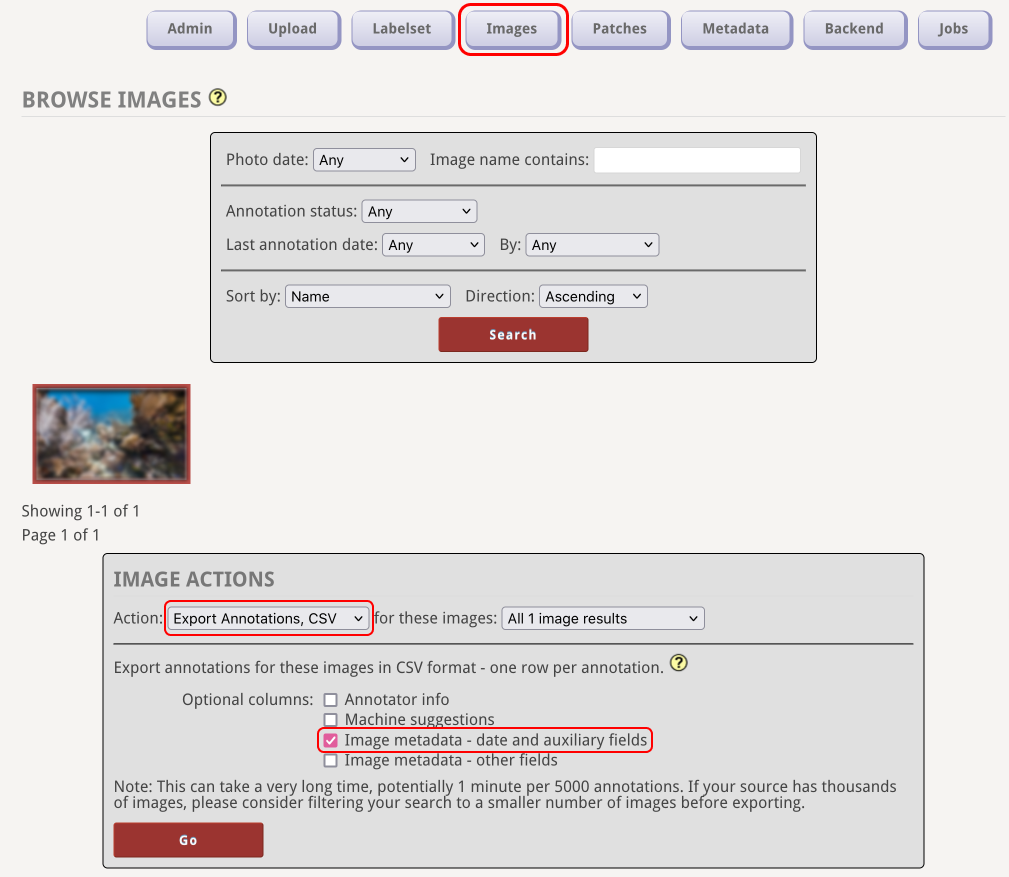 Admin Upload Labelset Images Patches Metadata Backend Jobs
BROWSE IMAGES ?
Photo date: Any Image name contains:
Annotation status: Any
Last annotation date: Any By: Any
Sort by: Name Direction: Ascending
Search
Showing 1-1 of 1
Page 1 of 1
IMAGE ACTIONS
Action: Export Annotations, CSV for these images: All 1 image results
Export annotations for these images in CSV format - one row per annotation. ?
Optional columns: Annotator info
Machine suggestions
Image metadata - date and auxiliary fields
Image metadata - other fields
Note: This can take a very long time, potentially 1 minute per 5000 annotations. If your source has thousands
of images, please consider filtering your search to a smaller number of images before exporting.
Go